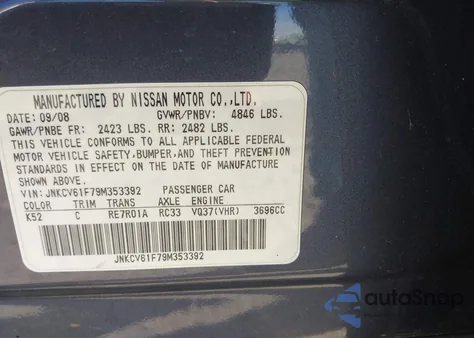 MANUFACTURED BY NISSAN MOTOR CO.,LTD.
DATE: 09/08 GVWR/PNBV: 4846 LBS.
GAWR/PNBE FR: 2423 LBS. RR: 2482 LBS.
THIS VEHICLE CONFORMS TO ALL APPLICABLE FEDERAL
MOTOR VEHICLE SAFETY, BUMPER, AND THEFT PREVENTION
STANDARDS IN EFFECT ON THE DATE OF MANUFACTURE
SHOWN ABOVE.
VIN: JNKCV61F79M353392 PASSENGER CAR
COLOR TRIM TRANS AXLE ENGINE
K52 C RE7R01A RC33 VQ37(VHR) 3696CC
JNKCV61F79M353392
autoSnap